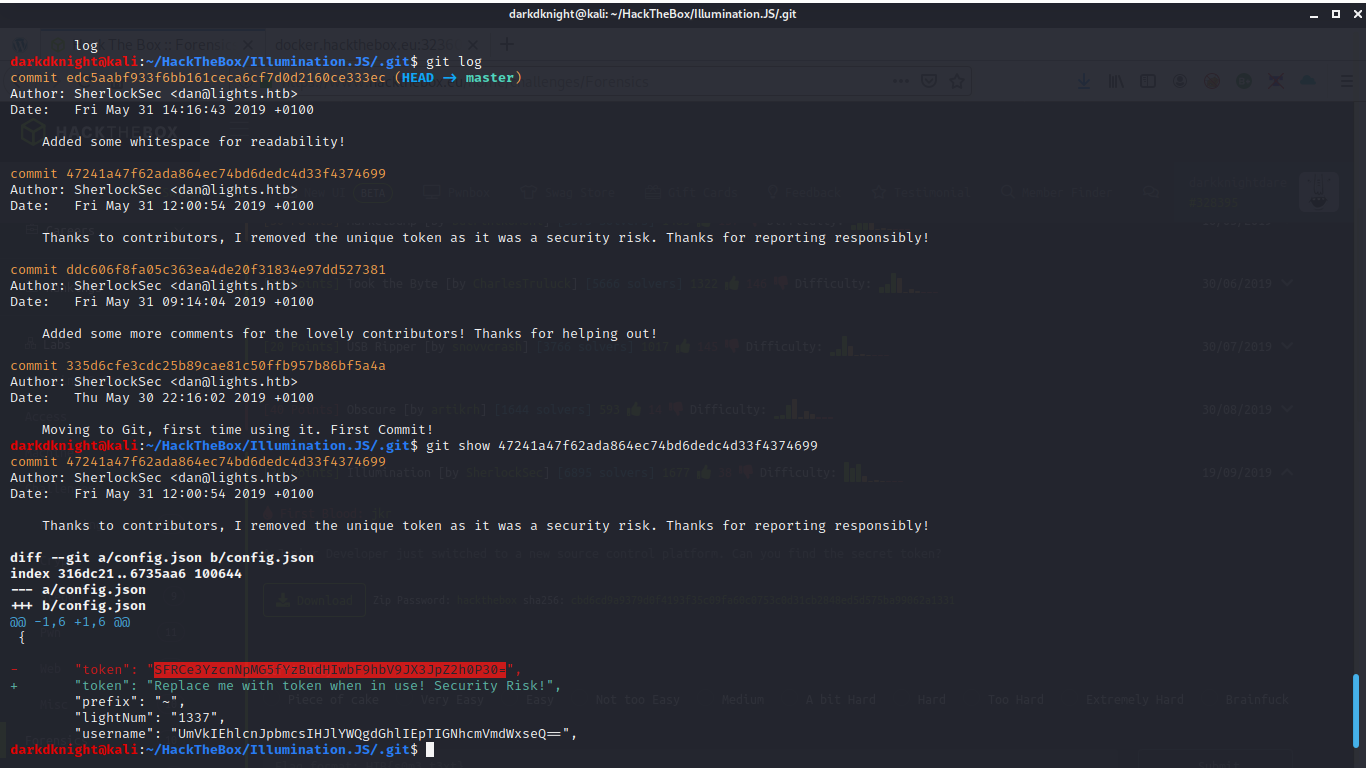 darkdknight@kali: ~/HackTheBox/Illumination.JS/.git
log
darkdknight@kali:~/HackTheBox/Illumination.JS/.git$ git log
commit edc5aabf933f6bb161ceca6cf7d0d2160ce333ec (HEAD → master)
Author: SherlockSec <dan@lights.htb>
Date:   Fri May 31 14:16:43 2019 +0100
Added some whitespace for readability!
commit 47241a47f62ada864ec74bd6dedc4d33f4374699
Author: SherlockSec <dan@lights.htb>
Date:   Fri May 31 12:00:54 2019 +0100
Thanks to contributors, I removed the unique token as it was a security risk. Thanks for reporting responsibly!
commit ddc606f8fa05c363ea4de20f31834e97dd527381
Author: SherlockSec <dan@lights.htb>
Date:   Fri May 31 09:14:04 2019 +0100
Added some more comments for the lovely contributors! Thanks for helping out!
commit 335d6cfe3cdc25b89cae81c50ffb957b86bf5a4a
Author: SherlockSec <dan@lights.htb>
Date:   Thu May 30 22:16:02 2019 +0100
Moving to Git, first time using it. First Commit!
darkdknight@kali:~/HackTheBox/Illumination.JS/.git$ git show 47241a47f62ada864ec74bd6dedc4d33f4374699
commit 47241a47f62ada864ec74bd6dedc4d33f4374699
Author: SherlockSec <dan@lights.htb>
Date:   Fri May 31 12:00:54 2019 +0100
Thanks to contributors, I removed the unique token as it was a security risk. Thanks for reporting responsibly!
diff --git a/config.json b/config.json
index 316dc21..6735aa6 100644
--- a/config.json
+++ b/config.json
@@ -1,6 +1,6 @@
{
-       "token": "SFRCe3YzcnNpMG5fYzBudHIwbF9hbV9JX3JpZ2h0P30=",
+       "token": "Replace me with token when in use! Security Risk!",
"prefix": "~",
"lightNum": "1337",
"username": "UmVkIEhlcnJpbmcsIHJlYWQgdGhlIEpTIGNhcmVmdWxseQ==",
darkdknight@kali:~/HackTheBox/Illumination.JS/.git$